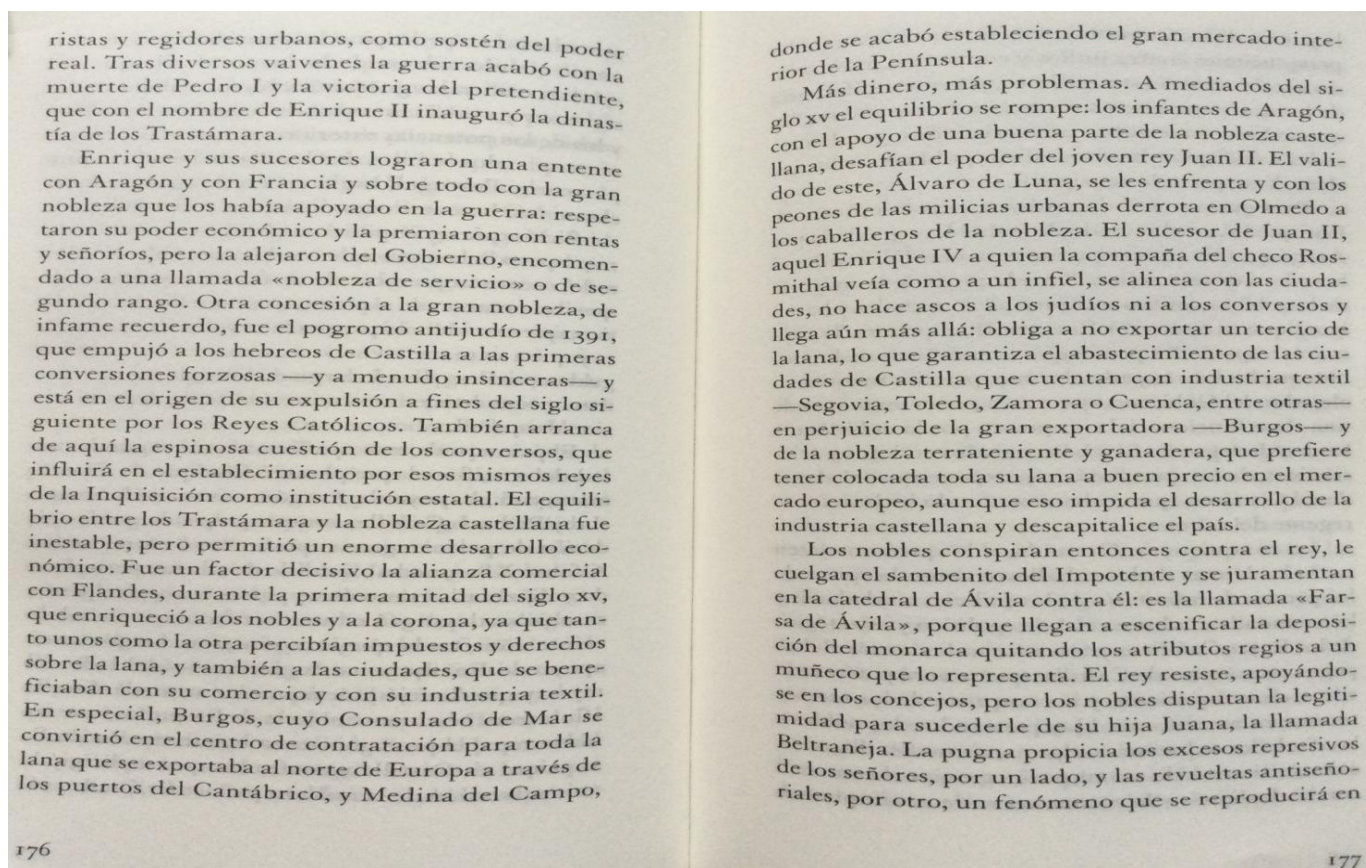 ristas y regidores urbanos, como sostén del poder
real. Tras diversos vaivenes la guerra acabó con la
muerte de Pedro I y la victoria del pretendiente,
que con el nombre de Enrique II inauguró la dinas-
tía de los Trastámara.
Enrique y sus sucesores lograron una entente
con Aragón y con Francia y sobre todo con la gran
nobleza que los había apoyado en la guerra: respe-
taron su poder económico y la premiaron con rentas
y señoríos, pero la alejaron del Gobierno, encomen-
dado a una llamada «nobleza de servicio» o de se-
gundo rango. Otra concesión a la gran nobleza, de
infame recuerdo, fue el pogromo antijudío de 1391,
que empujó a los hebreos de Castilla a las primeras
conversiones forzosas —y a menudo insinceras— y
está en el origen de su expulsión a fines del siglo si-
guiente por los Reyes Católicos. También arranca
de aquí la espinosa cuestión de los conversos, que
influirá en el establecimiento por esos mismos reyes
de la Inquisición como institución estatal. El equili-
brio entre los Trastámara y la nobleza castellana fue
inestable, pero permitió un enorme desarrollo eco-
nómico. Fue un factor decisivo la alianza comercial
con Flandes, durante la primera mitad del siglo xv,
que enriqueció a los nobles y a la corona, ya que tan-
to unos como la otra percibían impuestos y derechos
sobre la lana, y también a las ciudades, que se bene-
ficiaban con su comercio y con su industria textil.
En especial, Burgos, cuyo Consulado de Mar se
convirtió en el centro de contratación para toda la
lana que se exportaba al norte de Europa a través de
los puertos del Cantábrico, y Medina del Campo,
176
donde se acabó estableciendo el gran mercado inte-
rior de la Península.
Más dinero, más problemas. A mediados del si-
glo xv el equilibrio se rompe: los infantes de Aragón,
con el apoyo de una buena parte de la nobleza caste-
llana, desafían el poder del joven rey Juan II. El vali-
do de este, Álvaro de Luna, se les enfrenta y con los
peones de las milicias urbanas derrota en Olmedo a
los caballeros de la nobleza. El sucesor de Juan II,
aquel Enrique IV a quien la compaña del checo Ros-
mithal veía como a un infiel, se alinea con las ciuda-
des, no hace ascos a los judíos ni a los conversos y
llega aún más allá: obliga a no exportar un tercio de
la lana, lo que garantiza el abastecimiento de las ciu-
dades de Castilla que cuentan con industria textil
—Segovia, Toledo, Zamora o Cuenca, entre otras—
en perjuicio de la gran exportadora —Burgos— y
de la nobleza terrateniente y ganadera, que prefiere
tener colocada toda su lana a buen precio en el mer-
cado europeo, aunque eso impida el desarrollo de la
industria castellana y descapitalice el país.
Los nobles conspiran entonces contra el rey, le
cuelgan el sambenito del Impotente y se juramentan
en la catedral de Ávila contra él: es la llamada «Far-
sa de Ávila», porque llegan a escenificar la deposi-
ción del monarca quitando los atributos regios a un
muñeco que lo representa. El rey resiste, apoyándo-
se en los concejos, pero los nobles disputan la legiti-
midad para sucederle de su hija Juana, la llamada
Beltraneja. La pugna propicia los excesos represivos
de los señores, por un lado, y las revueltas antiseño-
riales, por otro, un fenómeno que se reproducirá en
177